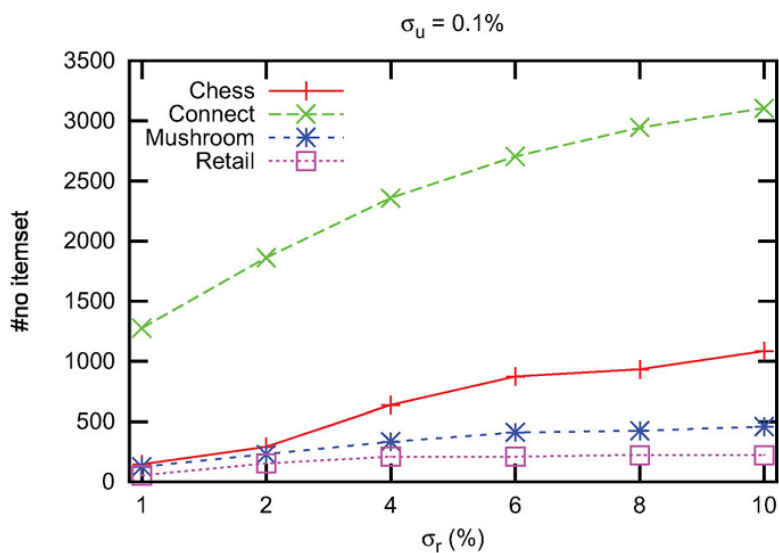 σu = 0.1%
3500
3000
2500
2000
1500
1000
500
0
#no itemset
Chess
Connect
Mushroom
Retail
1 2 4 6 8 10
σr (%)